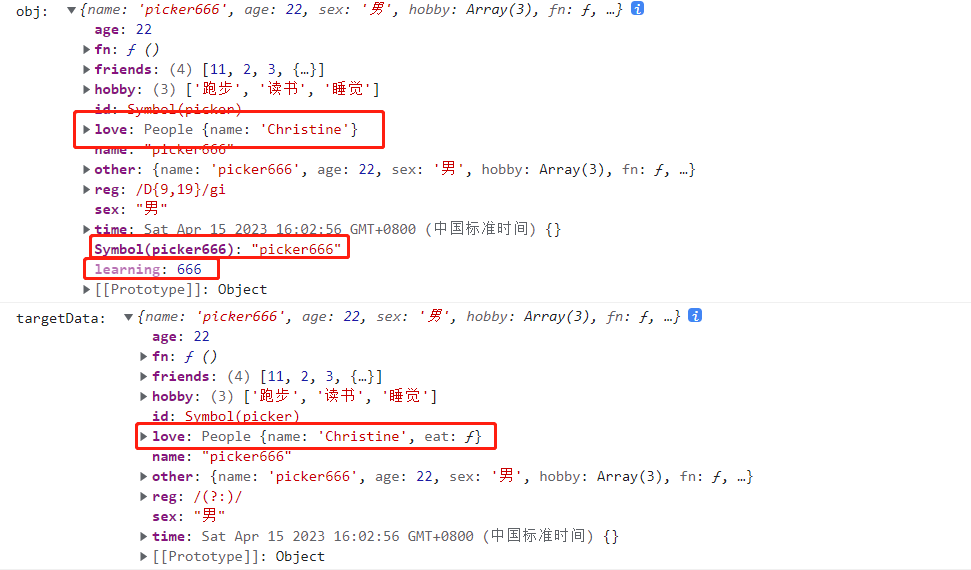 obj: ▼{name: 'picker666', age: 22, sex: '男', hobby: Array(3), fn: ƒ, …} i
age: 22
▶fn: ƒ ()
▶friends: (4) [11, 2, 3, {…}]
▶hobby: (3) ['跑步', '读书', '睡觉']
id: Symbol(picker)
▶love: People {name: 'Christine'}
name: "picker666"
▶other: {name: 'picker666', age: 22, sex: '男', hobby: Array(3), fn: ƒ, …}
▶reg: /D{9,19}/gi
sex: "男"
▶time: Sat Apr 15 2023 16:02:56 GMT+0800 (中国标准时间) {}
Symbol(picker666): "picker666"
learning: 666
▶[[Prototype]]: Object
targetData: ▼{name: 'picker666', age: 22, sex: '男', hobby: Array(3), fn: ƒ, …} i
age: 22
▶fn: ƒ ()
▶friends: (4) [11, 2, 3, {…}]
▶hobby: (3) ['跑步', '读书', '睡觉']
id: Symbol(picker)
▶love: People {name: 'Christine', eat: ƒ}
name: "picker666"
▶other: {name: 'picker666', age: 22, sex: '男', hobby: Array(3), fn: ƒ, …}
▶reg: /(?:)/
sex: "男"
▶time: Sat Apr 15 2023 16:02:56 GMT+0800 (中国标准时间) {}
▶[[Prototype]]: Object